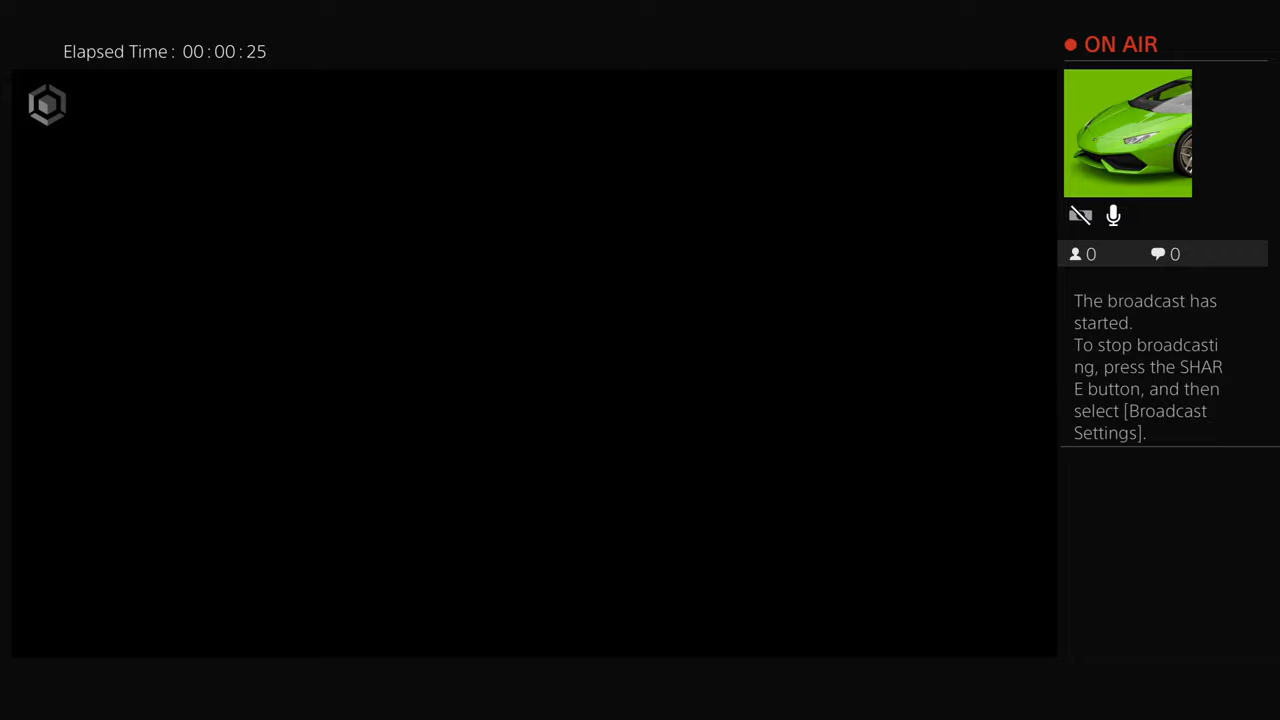 Elapsed Time : 00:00:25
ON AIR
0
0
The broadcast has
started.
To stop broadcasti
ng, press the SHAR
E button, and then
select [Broadcast
Settings].